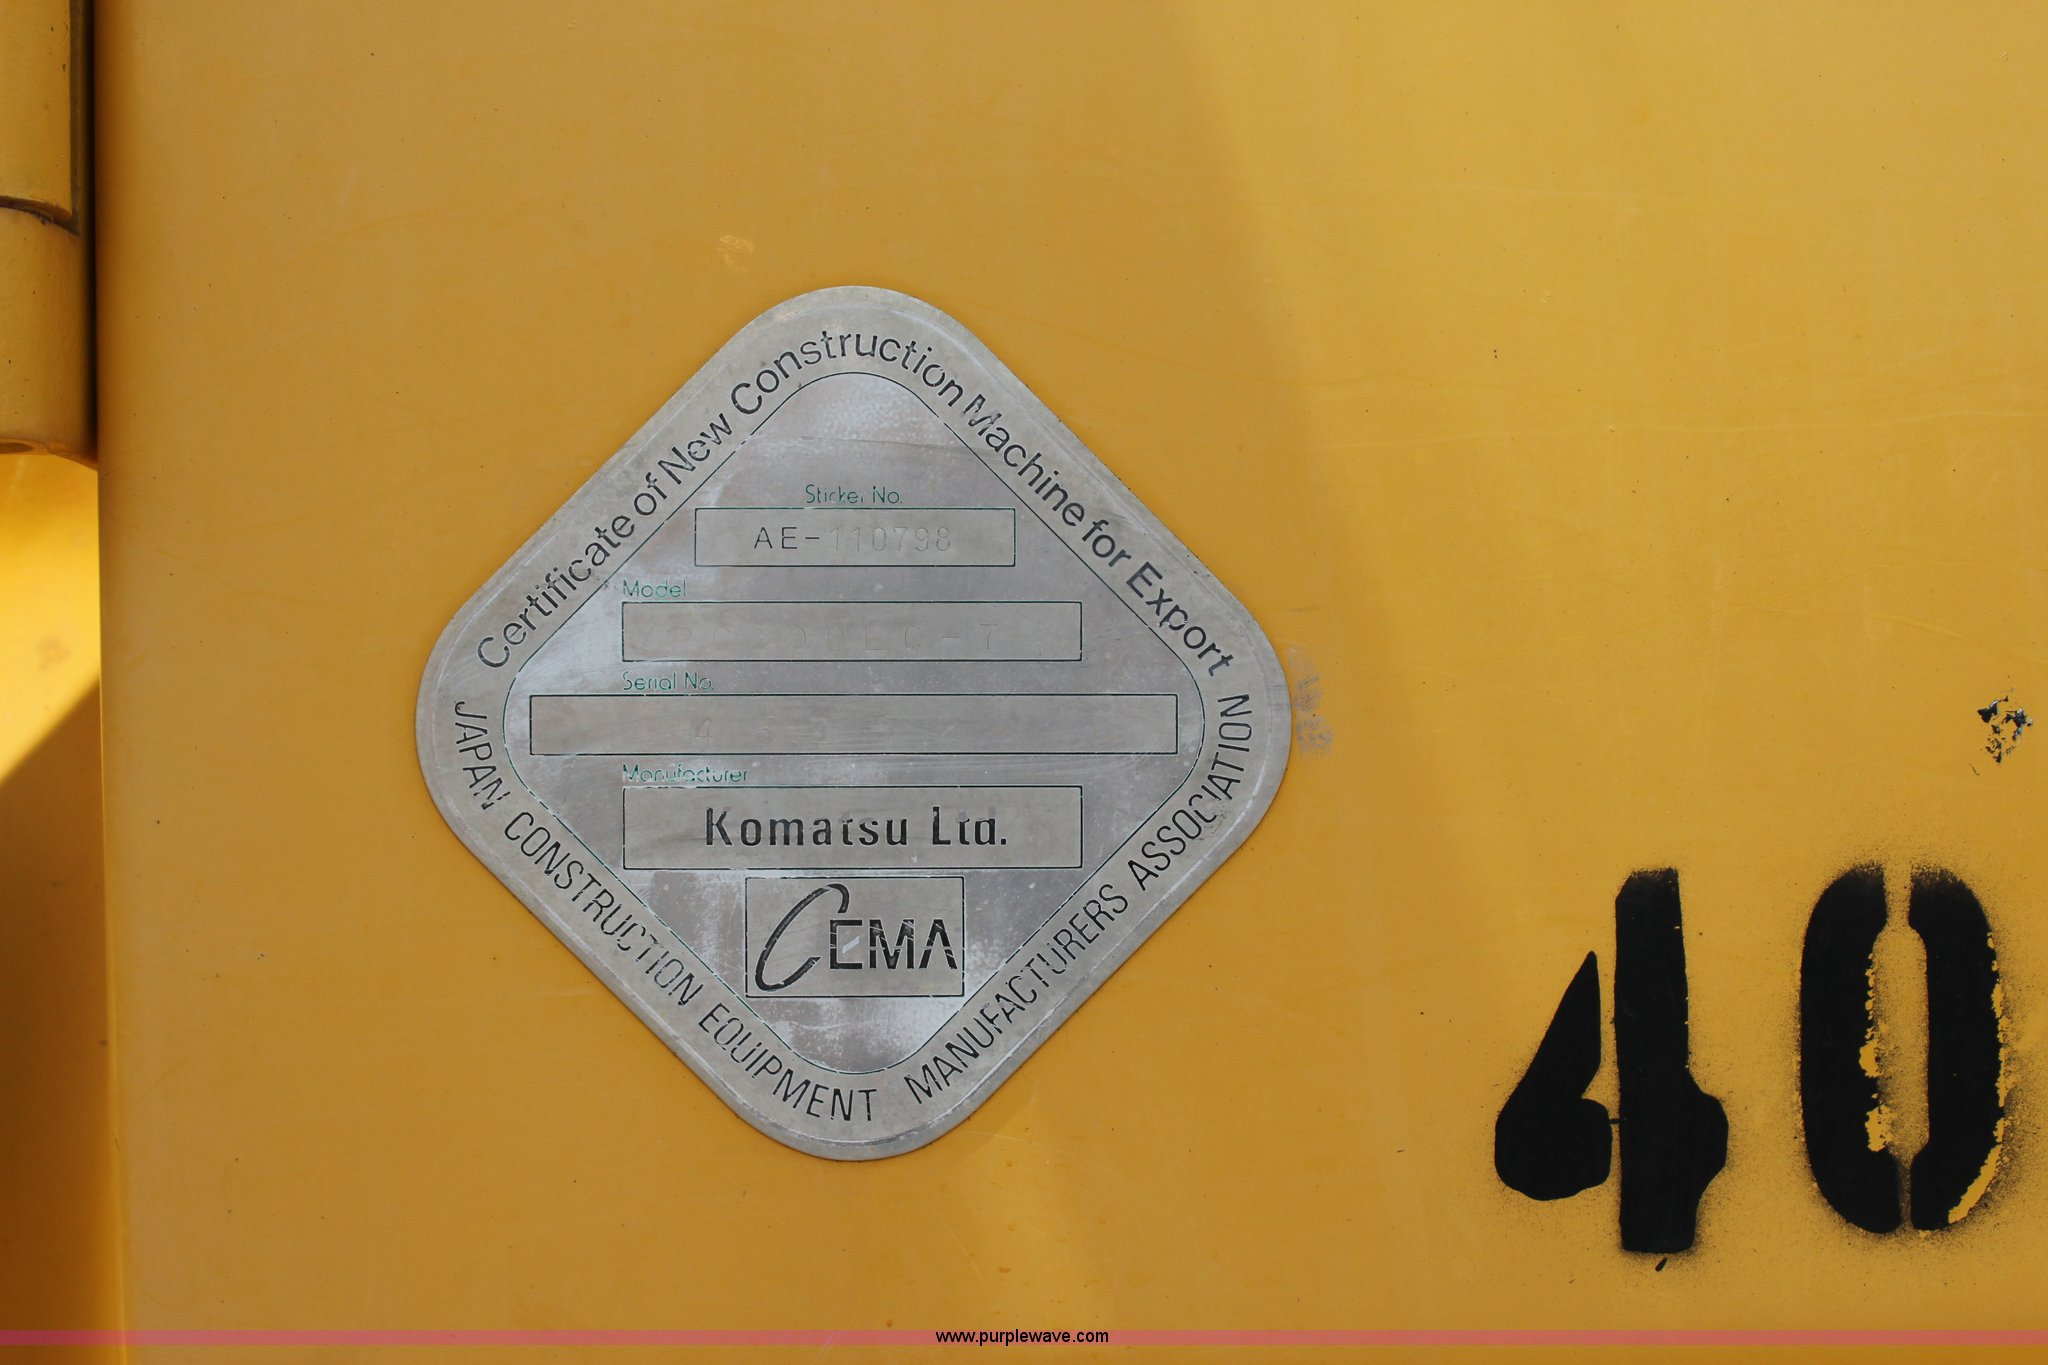 Certificate of New Construction Machine for Export
Sticker No.
AE-110798
Model
Serial No.
Manufacturer
Komatsu Ltd.
CEMA
JAPAN CONSTRUCTION EQUIPMENT MANUFACTURERS ASSOCIATION
40
www.purplewave.com